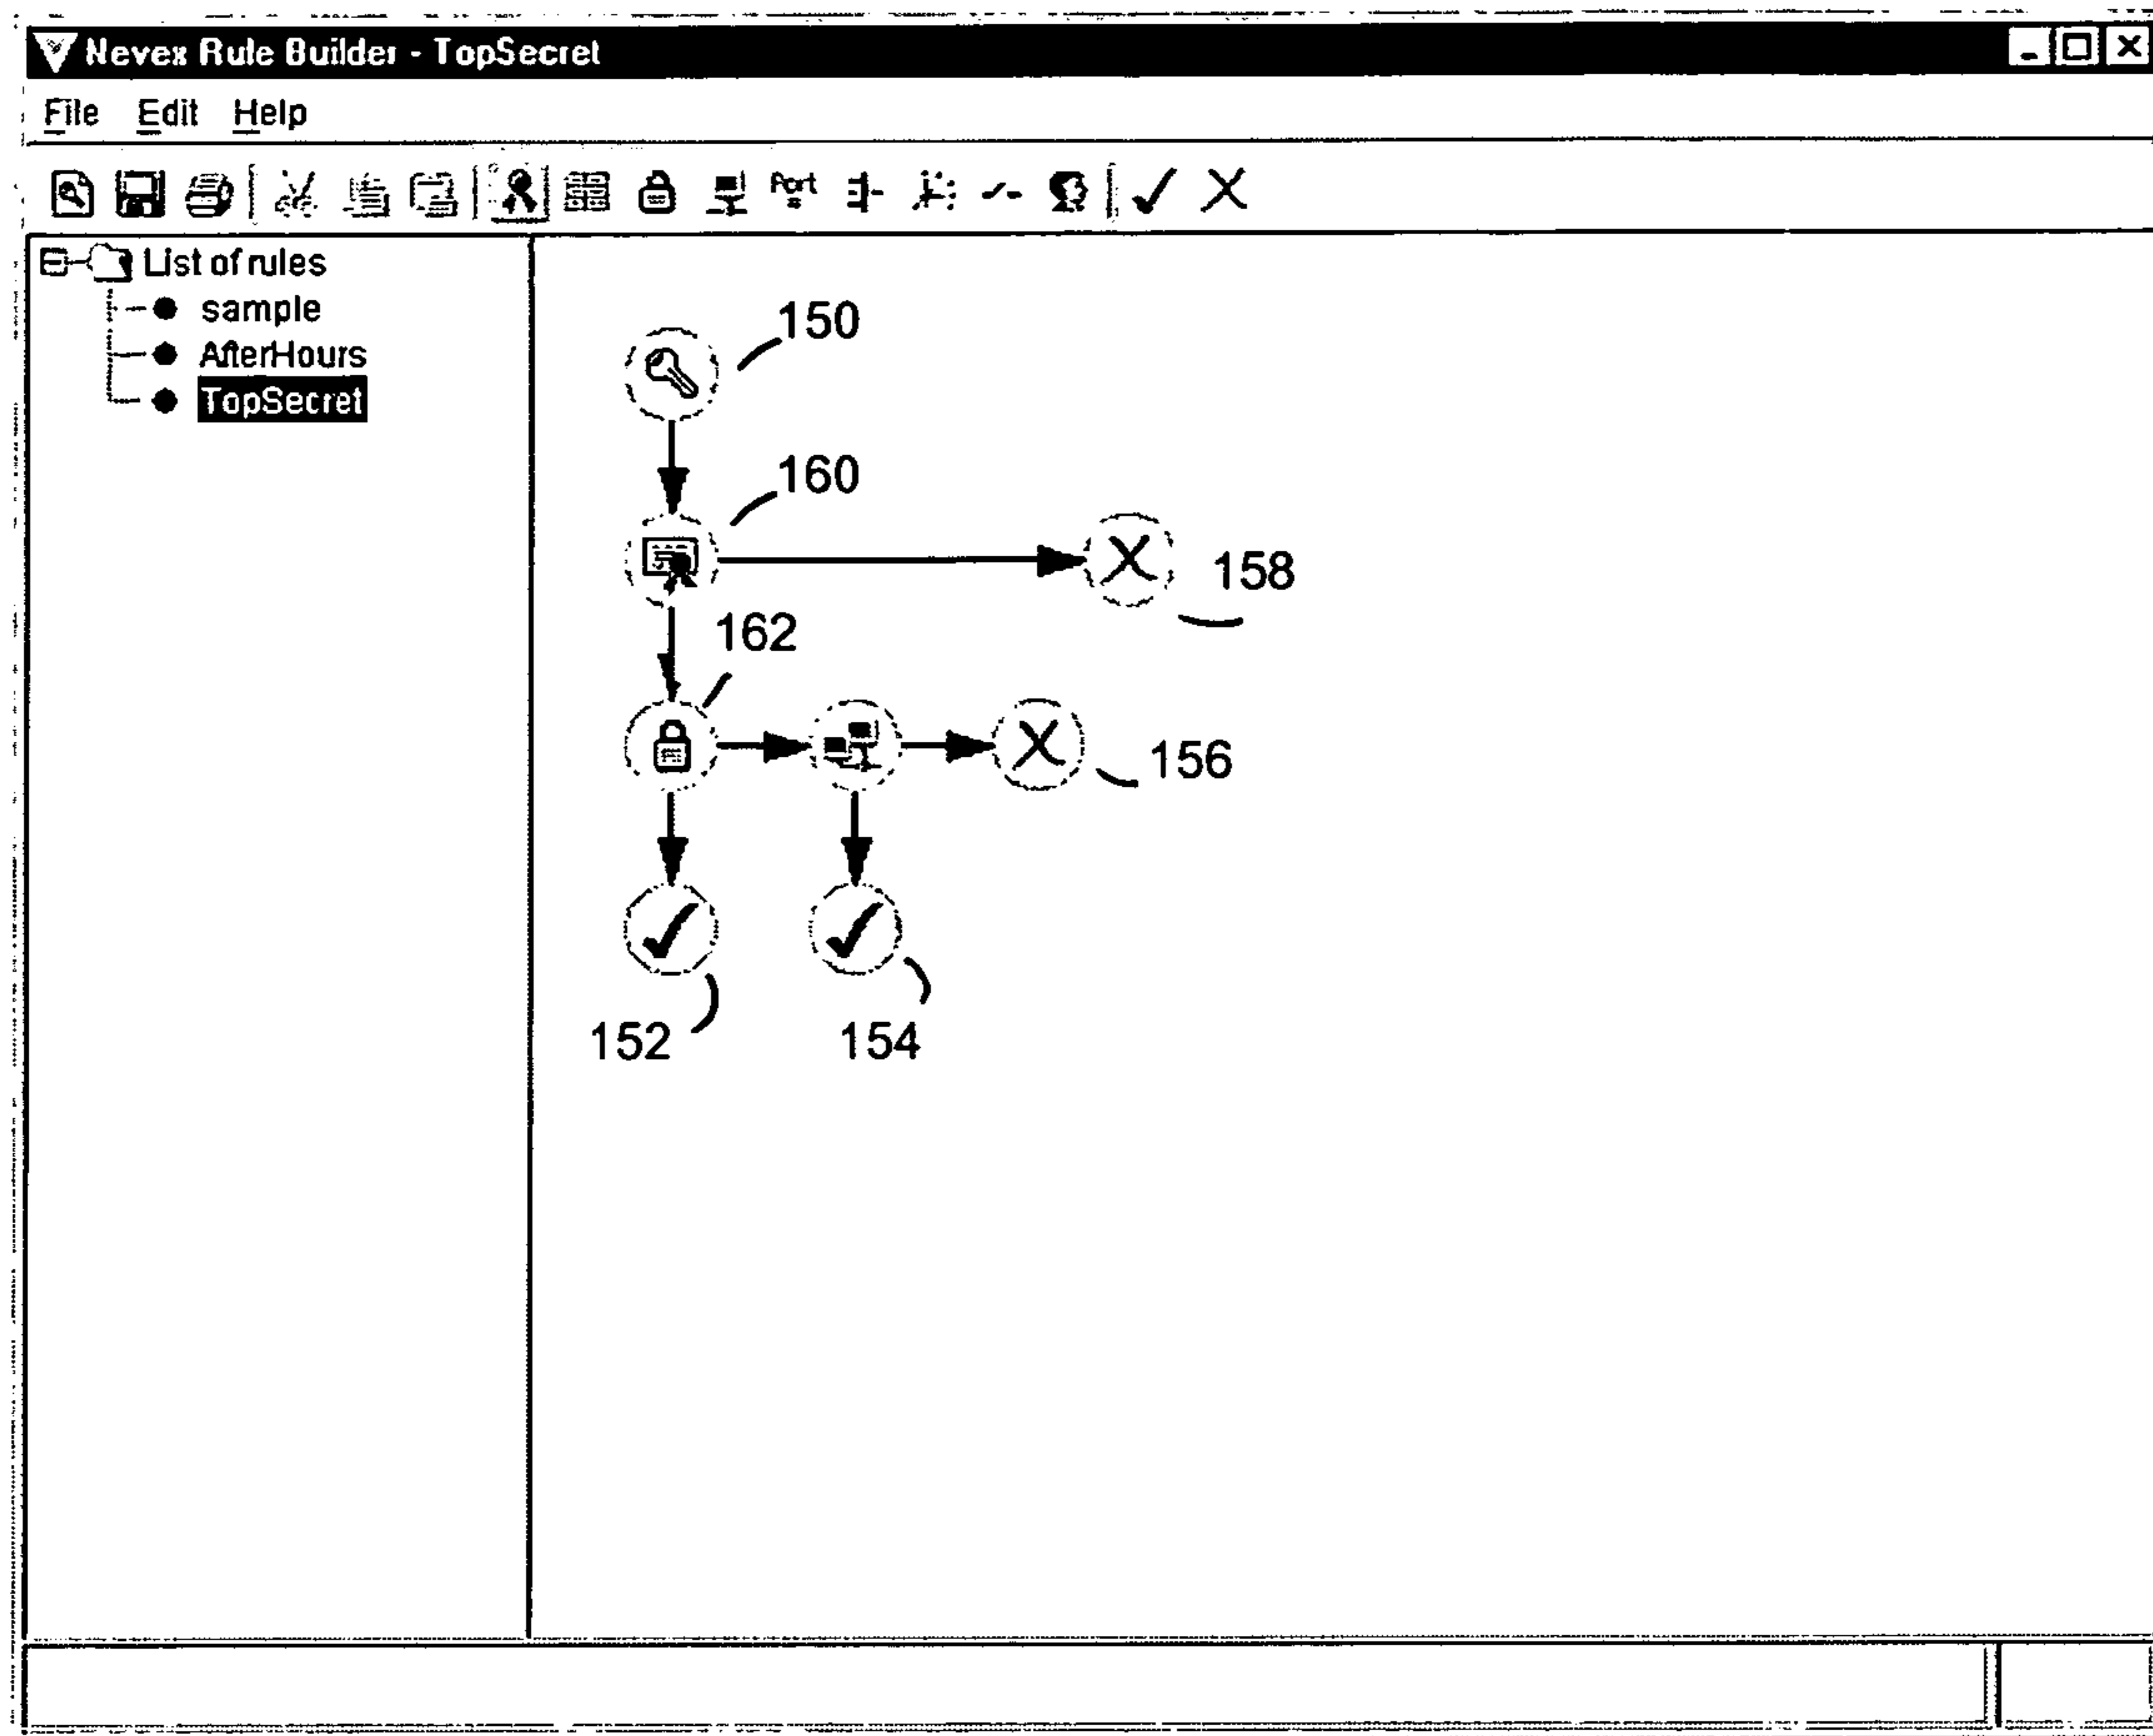 Nevex Rule Builder - TopSecret
File Edit Help
Port
List of rules
sample
AfterHours
TopSecret
150
160
158
162
156
152
154